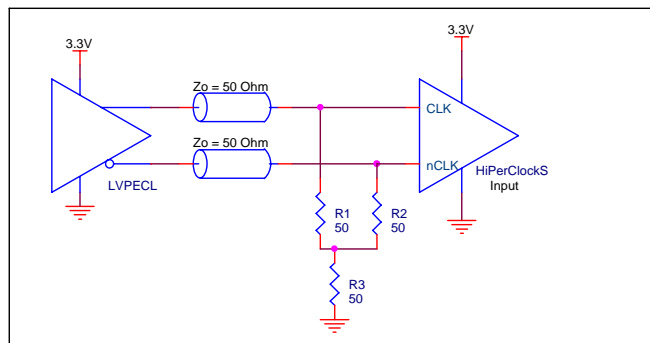 3.3V
3.3V
Zo = 50 Ohm
CLK
Zo = 50 Ohm
nCLK
HiPerClockS
Input
LVPECL
R1
50
R2
50
R3
50